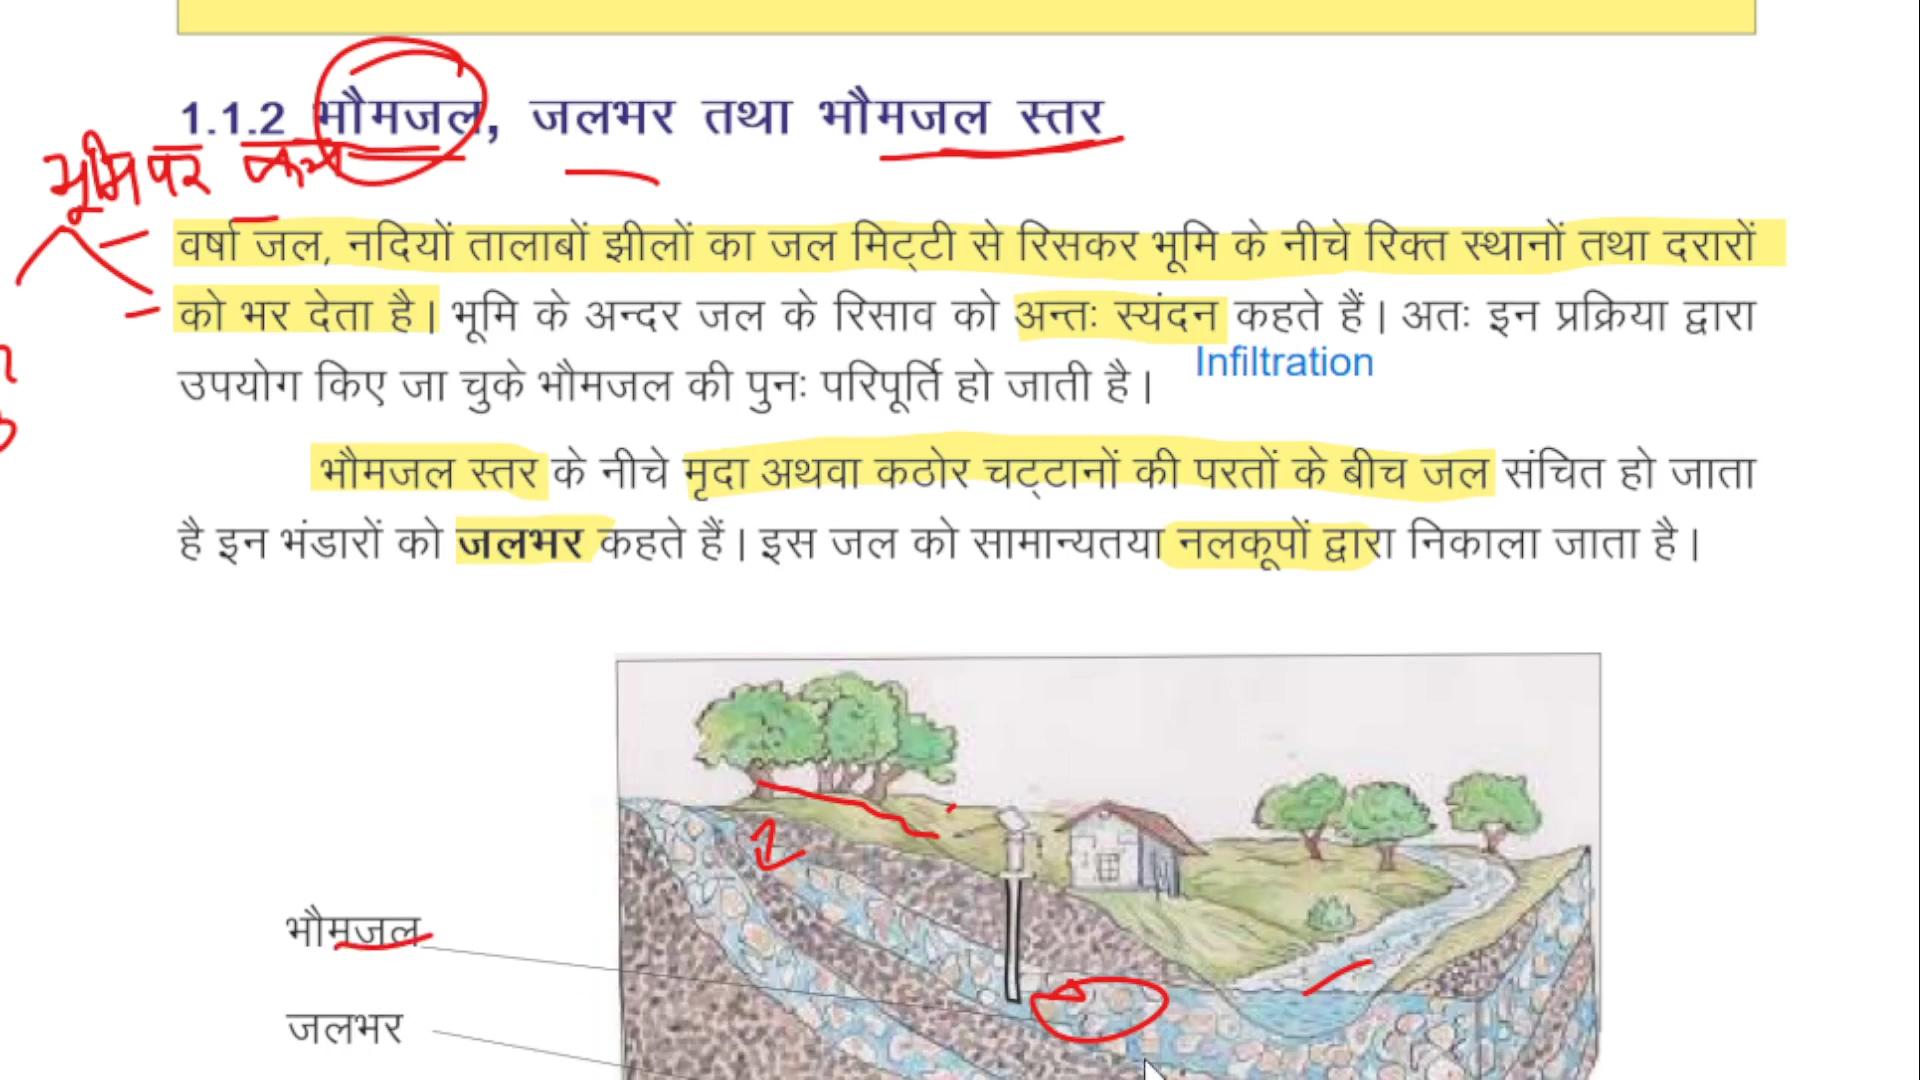 1.1.2 भौमजल, जलभर तथा भौमजल स्तर
भूमि पर
वर्षा जल, नदियों तालाबों झीलों का जल मिट्टी से रिसकर भूमि के नीचे रिक्त स्थानों तथा दरारों
को भर देता है। भूमि के अन्दर जल के रिसाव को अन्तः स्यंदन कहते हैं। अतः इन प्रक्रिया द्वारा
Infiltration
उपयोग किए जा चुके भौमजल की पुनः परिपूर्ति हो जाती है।
भौमजल स्तर के नीचे मृदा अथवा कठोर चट्टानों की परतों के बीच जल संचित हो जाता
है इन भंडारों को जलभर कहते हैं। इस जल को सामान्यतया नलकूपों द्वारा निकाला जाता है।
भौमजल
जलभर